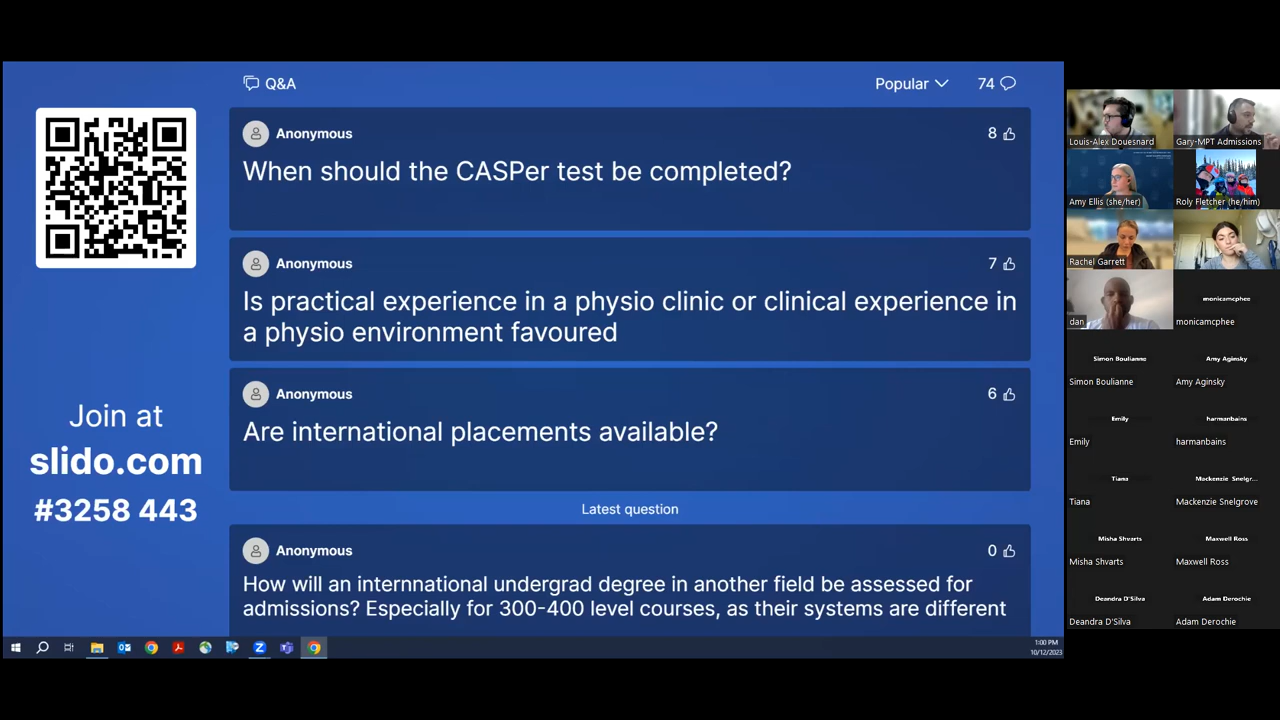 Q&A
Popular
74
Anonymous
8
When should the CASPer test be completed?
Anonymous
7
Is practical experience in a physio clinic or clinical experience in
a physio environment favoured
Anonymous
6
Are international placements available?
Latest question
Anonymous
0
How will an internnational undergrad degree in another field be assessed for
admissions? Especially for 300-400 level courses, as their systems are different
Join at
slido.com
#3258 443
1:00 PM
10/12/2023
Louis-Alex Douesnard
Gary-MPT Admissions
Amy Ellis (she/her)
Roly Fletcher (he/him)
Rachel Garrett
dan
monicamcphee
monicamcphee
Simon Boulianne
Amy Aginsky
Simon Boulianne
Amy Aginsky
Emily
harmanbains
Emily
harmanbains
Tiana
Mackenzie Snelgr...
Tiana
Mackenzie Snelgrove
Misha Shvarts
Maxwell Ross
Misha Shvarts
Maxwell Ross
Deandra D'Silva
Adam Derochie
Deandra D'Silva
Adam Derochie